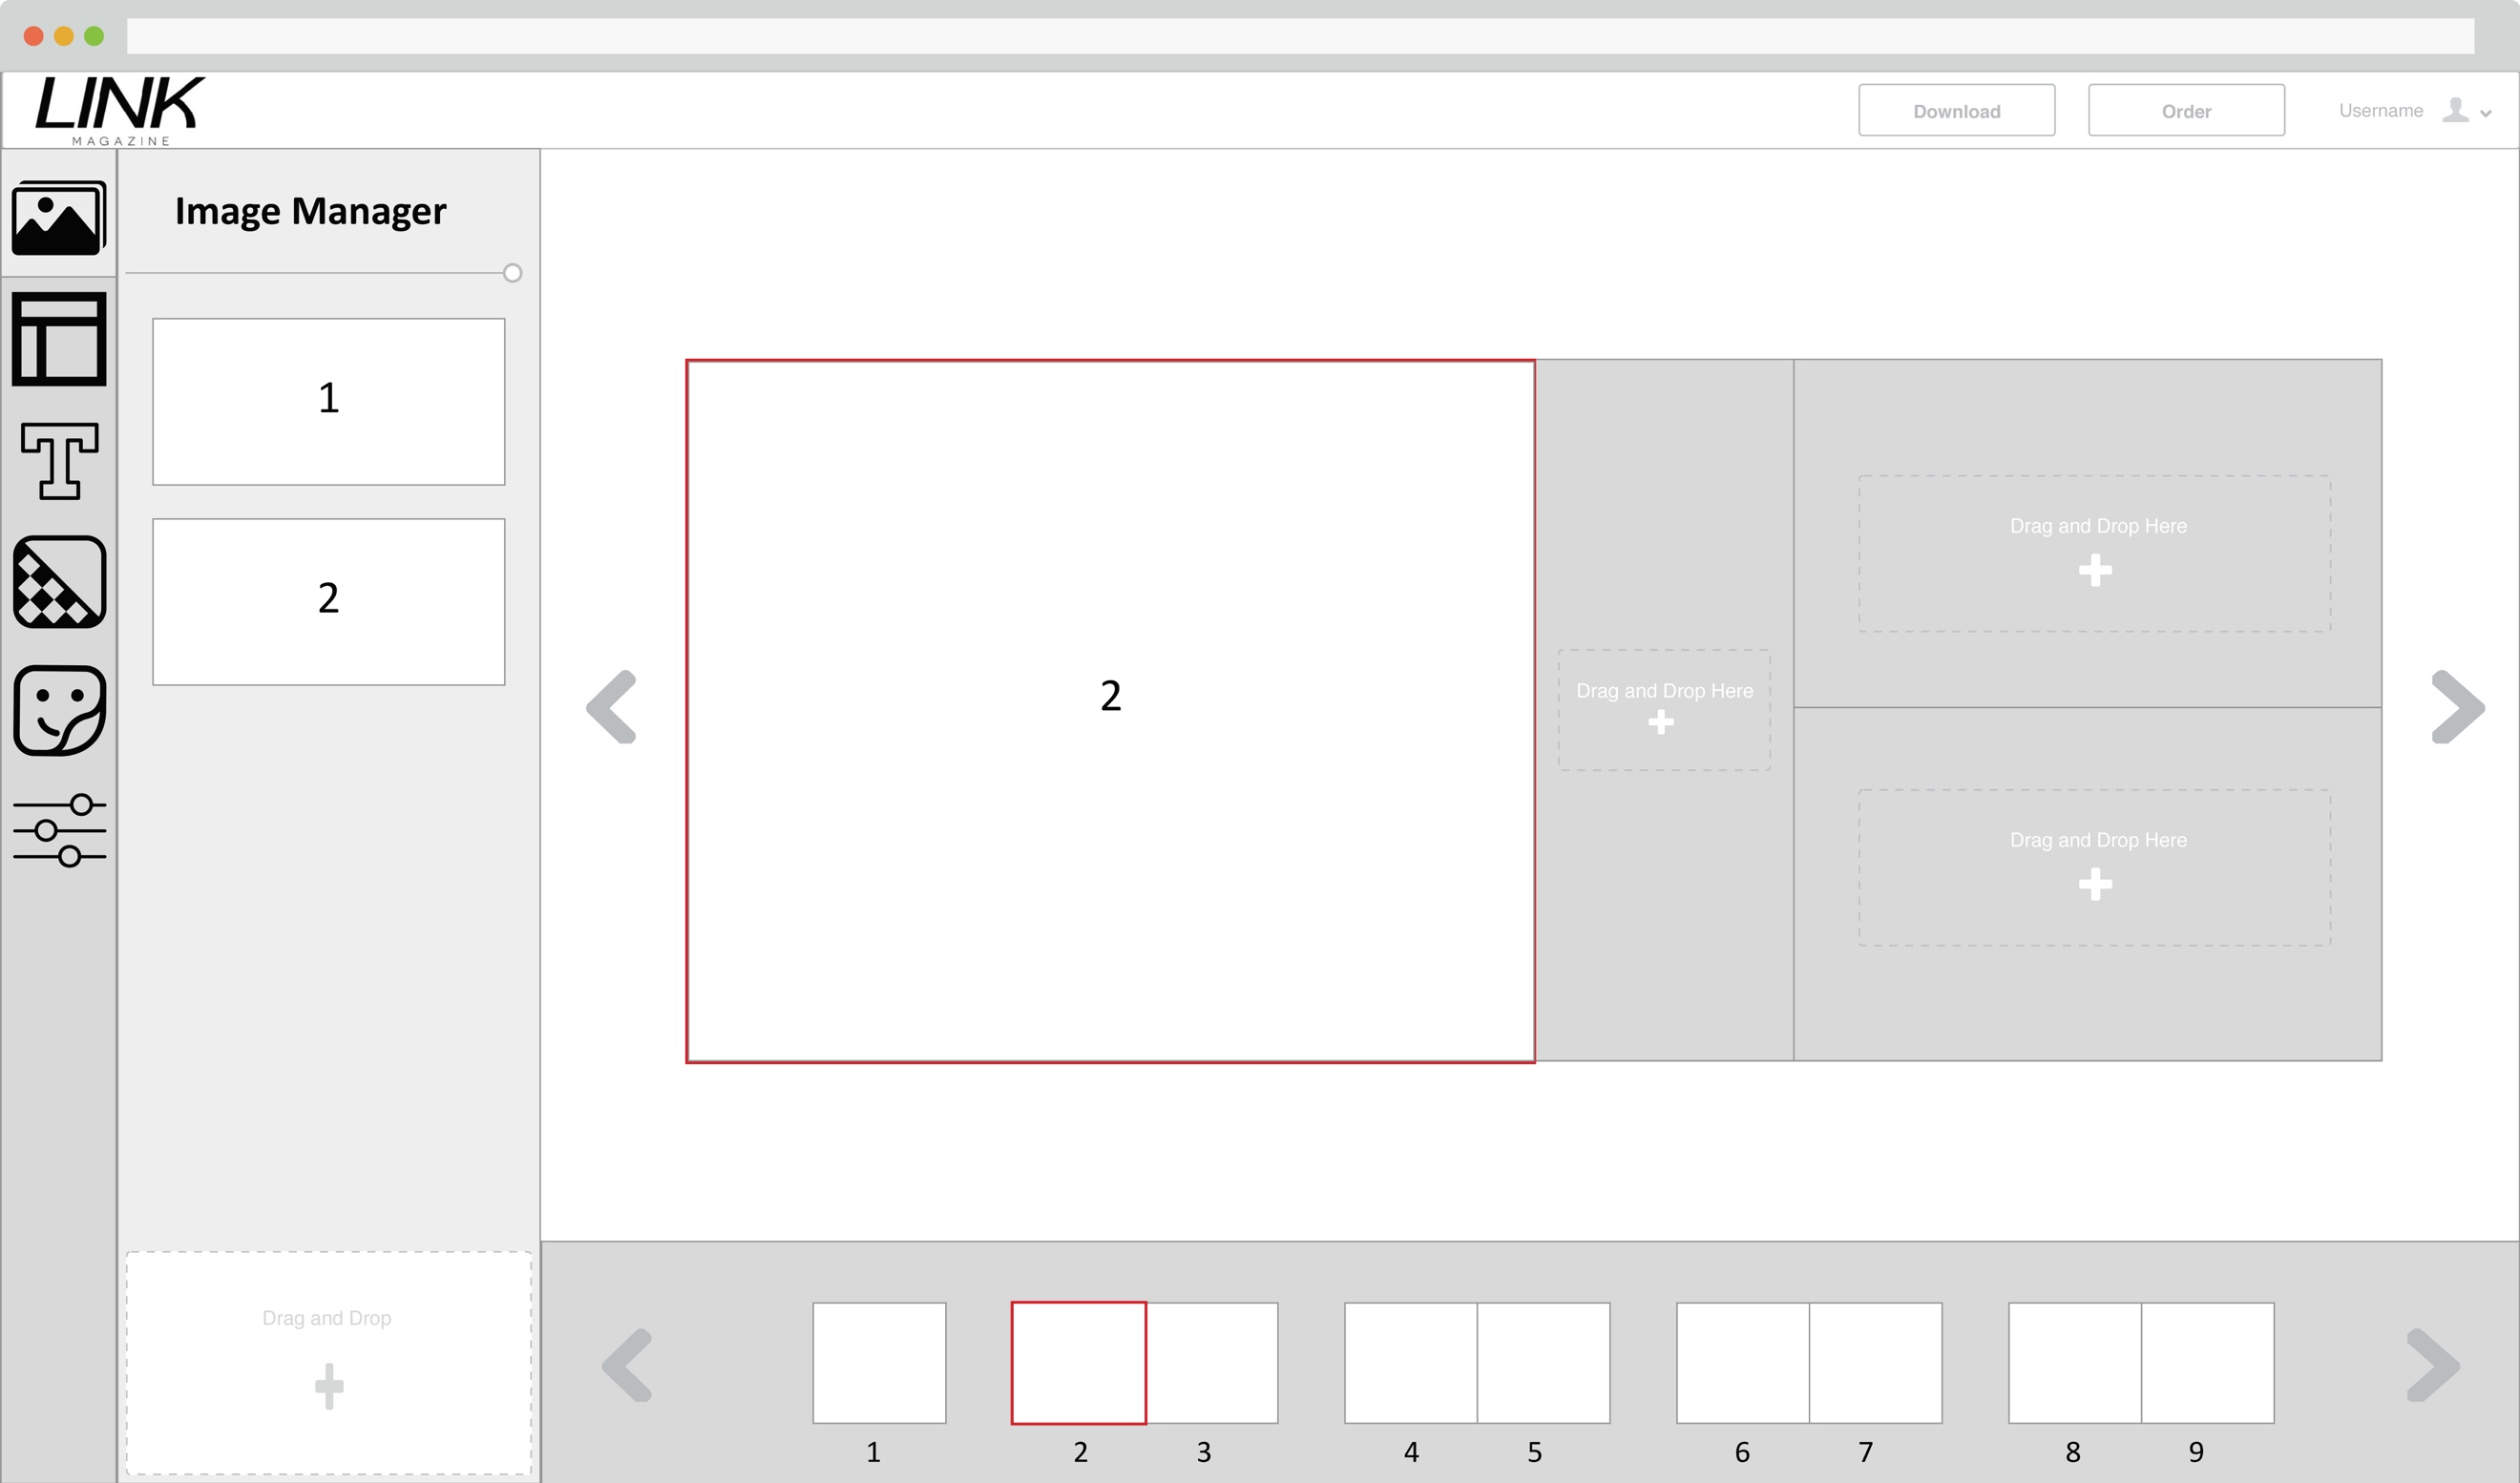 LINK
MAGAZINE
Download
Order
Username
Image Manager
1
2
2
Drag and Drop Here
Drag and Drop Here
Drag and Drop Here
Drag and Drop
1
2
3
4
5
6
7
8
9